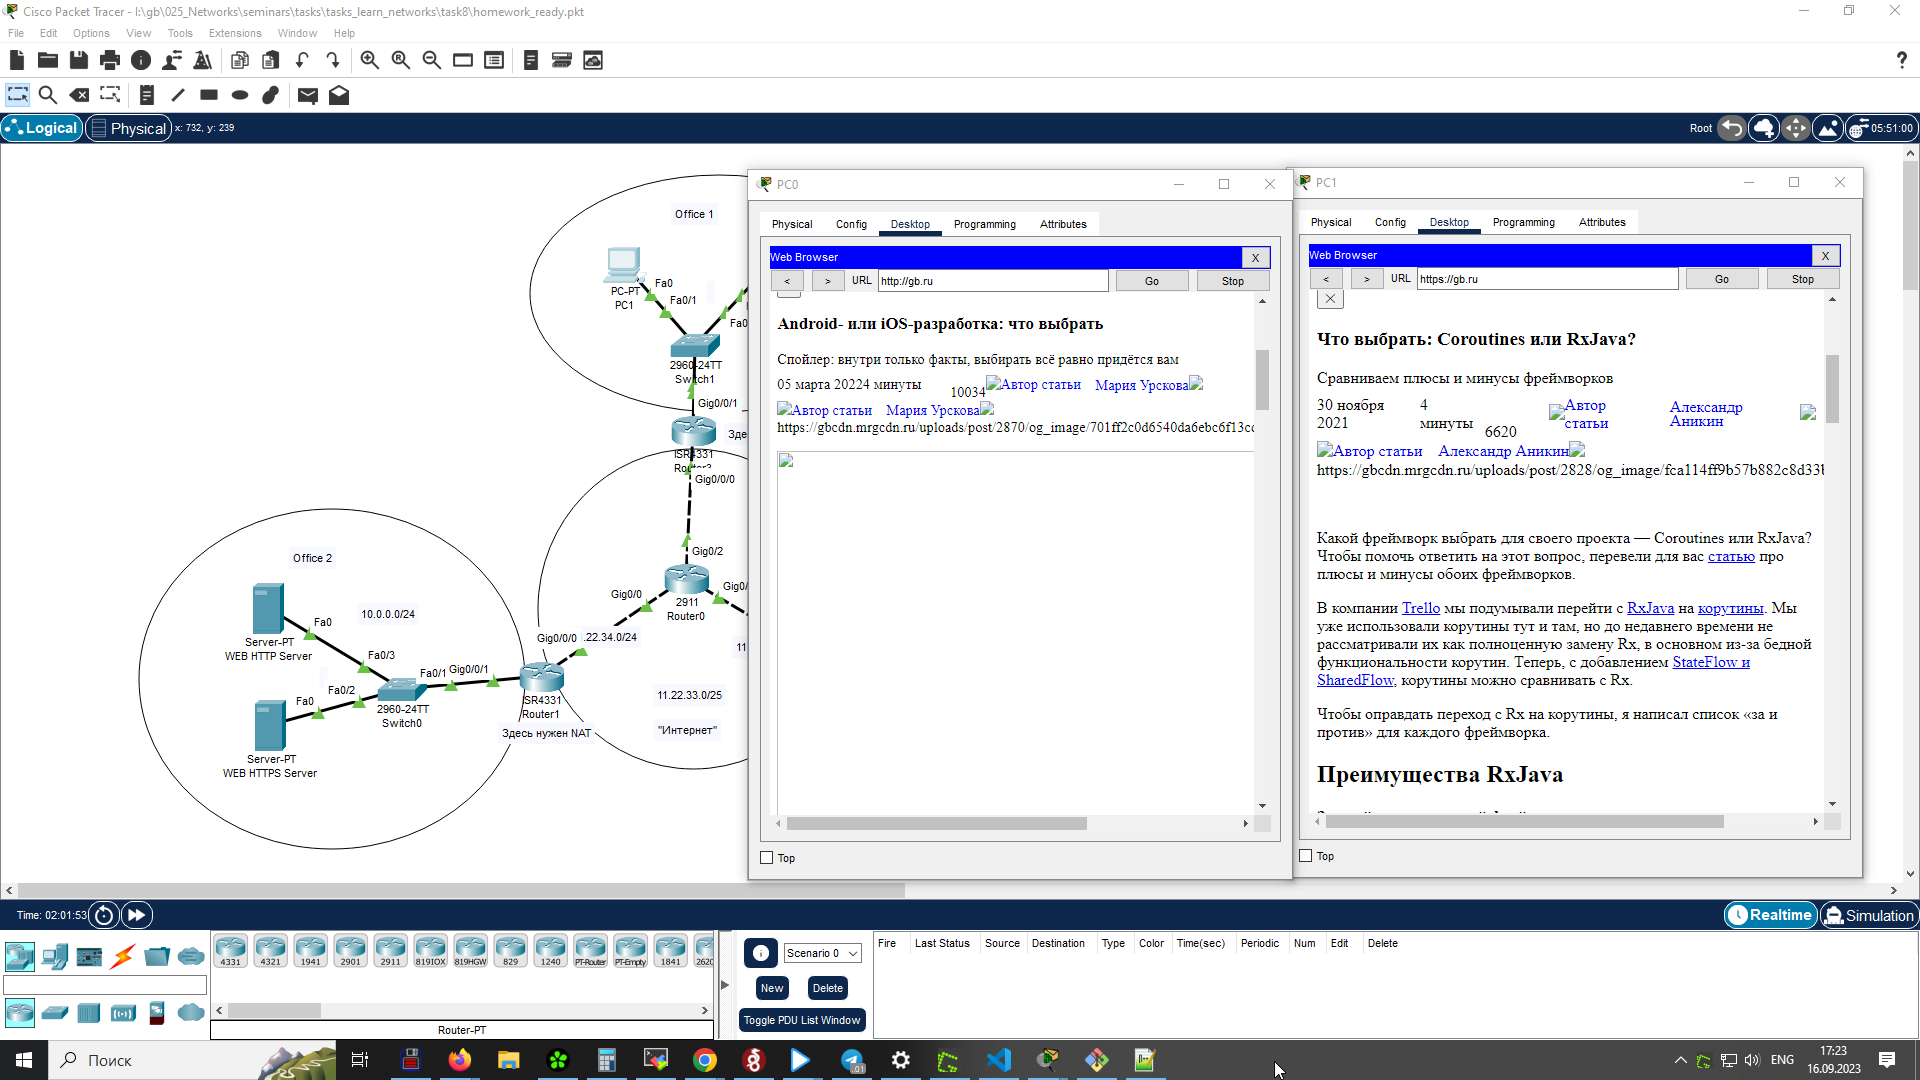 Cisco Packet Tracer - I:\gb\025_Networks\seminars\tasks\tasks_learn_networks\task8\homework_ready.pkt
File Edit Options View Tools Extensions Window Help
Logical Physical x: 732, y: 239 Root 05:51:00
Office 1
PC-PT
PC1
Fa0
Fa0/1
Fa0
2960-24TT
Switch1
Gig0/0/1
ISR4331
Gig0/0/0
Gig0/2
2911
Router0
Gig0/0
Office 2
10.0.0.0/24
Fa0
Server-PT
WEB HTTP Server
Fa0/3
Fa0/1
Gig0/0/1
Fa0/2
Fa0
2960-24TT
Switch0
Server-PT
WEB HTTPS Server
Gig0/0/0
.22.34.0/24
11
ISR4331
Router1
Здесь нужен NAT
11.22.33.0/25
"Интернет"
PC0
Physical Config Desktop Programming Attributes
Web Browser X
< > URL http://gb.ru Go Stop
Android- или iOS-разработка: что выбрать
Спойлер: внутри только факты, выбирать всё равно придётся вам
05 марта 20224 минуты 10034 Автор статьи Мария Урскова
Автор статьи Мария Урскова
https://gbcdn.mrgcdn.ru/uploads/post/2870/og_image/701ff2c0d6540da6ebc6f13cc
Top
PC1
Physical Config Desktop Programming Attributes
Web Browser X
< > URL https://gb.ru Go Stop
Что выбрать: Coroutines или RxJava?
Сравниваем плюсы и минусы фреймворков
30 ноября 2021 4 минуты 6620 Автор статьи Александр Аникин
Автор статьи Александр Аникин
https://gbcdn.mrgcdn.ru/uploads/post/2828/og_image/fca114ff9b57b882c8d33
Какой фреймворк выбрать для своего проекта — Coroutines или RxJava?
Чтобы помочь ответить на этот вопрос, перевели для вас статью про
плюсы и минусы обоих фреймворков.
В компании Trello мы подумывали перейти с RxJava на корутины. Мы
уже использовали корутины тут и там, но до недавнего времени не
рассматривали их как полноценную замену Rx, в основном из-за бедной
функциональности корутин. Теперь, с добавлением StateFlow и
SharedFlow, корутины можно сравнивать с Rx.
Чтобы оправдать переход с Rx на корутины, я написал список «за и
против» для каждого фреймворка.
Преимущества RxJava
Top
Time: 02:01:53 Realtime Simulation
4331 4321 1941 2901 2911 819IOX 819HGW 829 1240 PT-Router PT-Empty 1841 2620
Router-PT
Scenario 0
New Delete
Toggle PDU List Window
Fire Last Status Source Destination Type Color Time(sec) Periodic Num Edit Delete
Поиск
ENG
17:23
16.09.2023